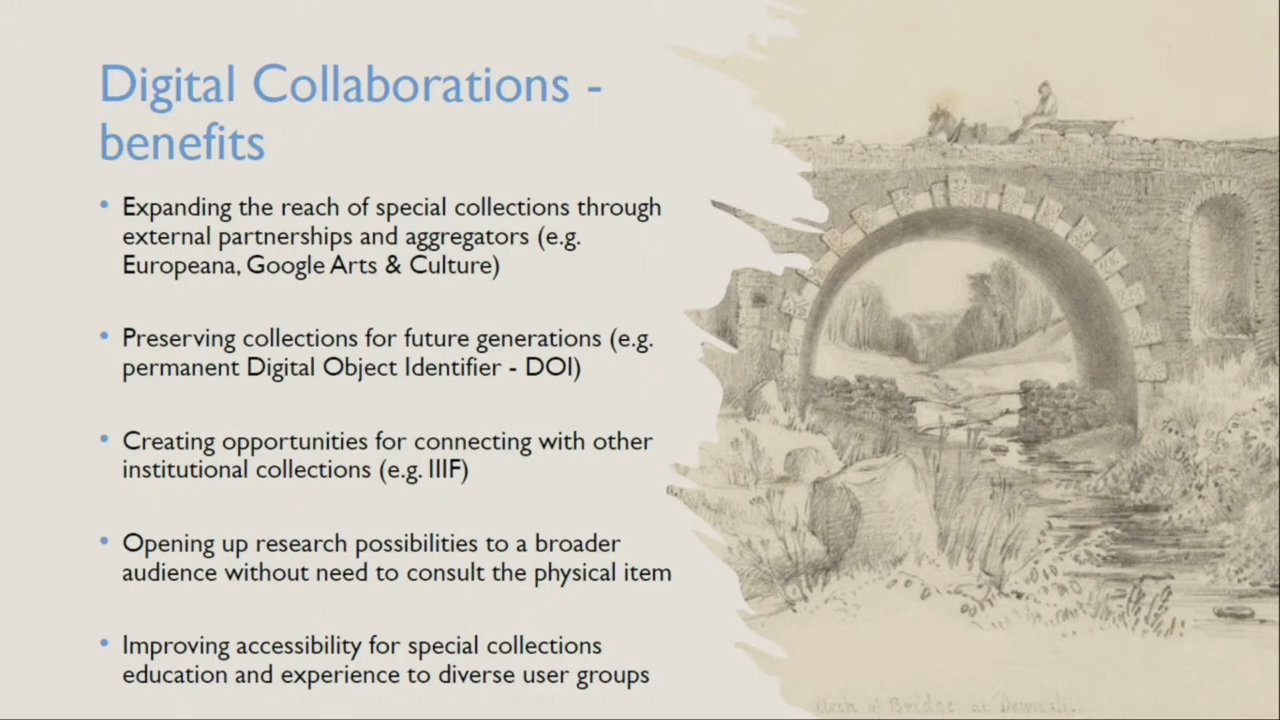 Digital Collaborations -
benefits
• Expanding the reach of special collections through
external partnerships and aggregators (e.g.
Europeana, Google Arts & Culture)
• Preserving collections for future generations (e.g.
permanent Digital Object Identifier - DOI)
• Creating opportunities for connecting with other
institutional collections (e.g. IIIF)
• Opening up research possibilities to a broader
audience without need to consult the physical item
• Improving accessibility for special collections
education and experience to diverse user groups
Arch of Bridge at